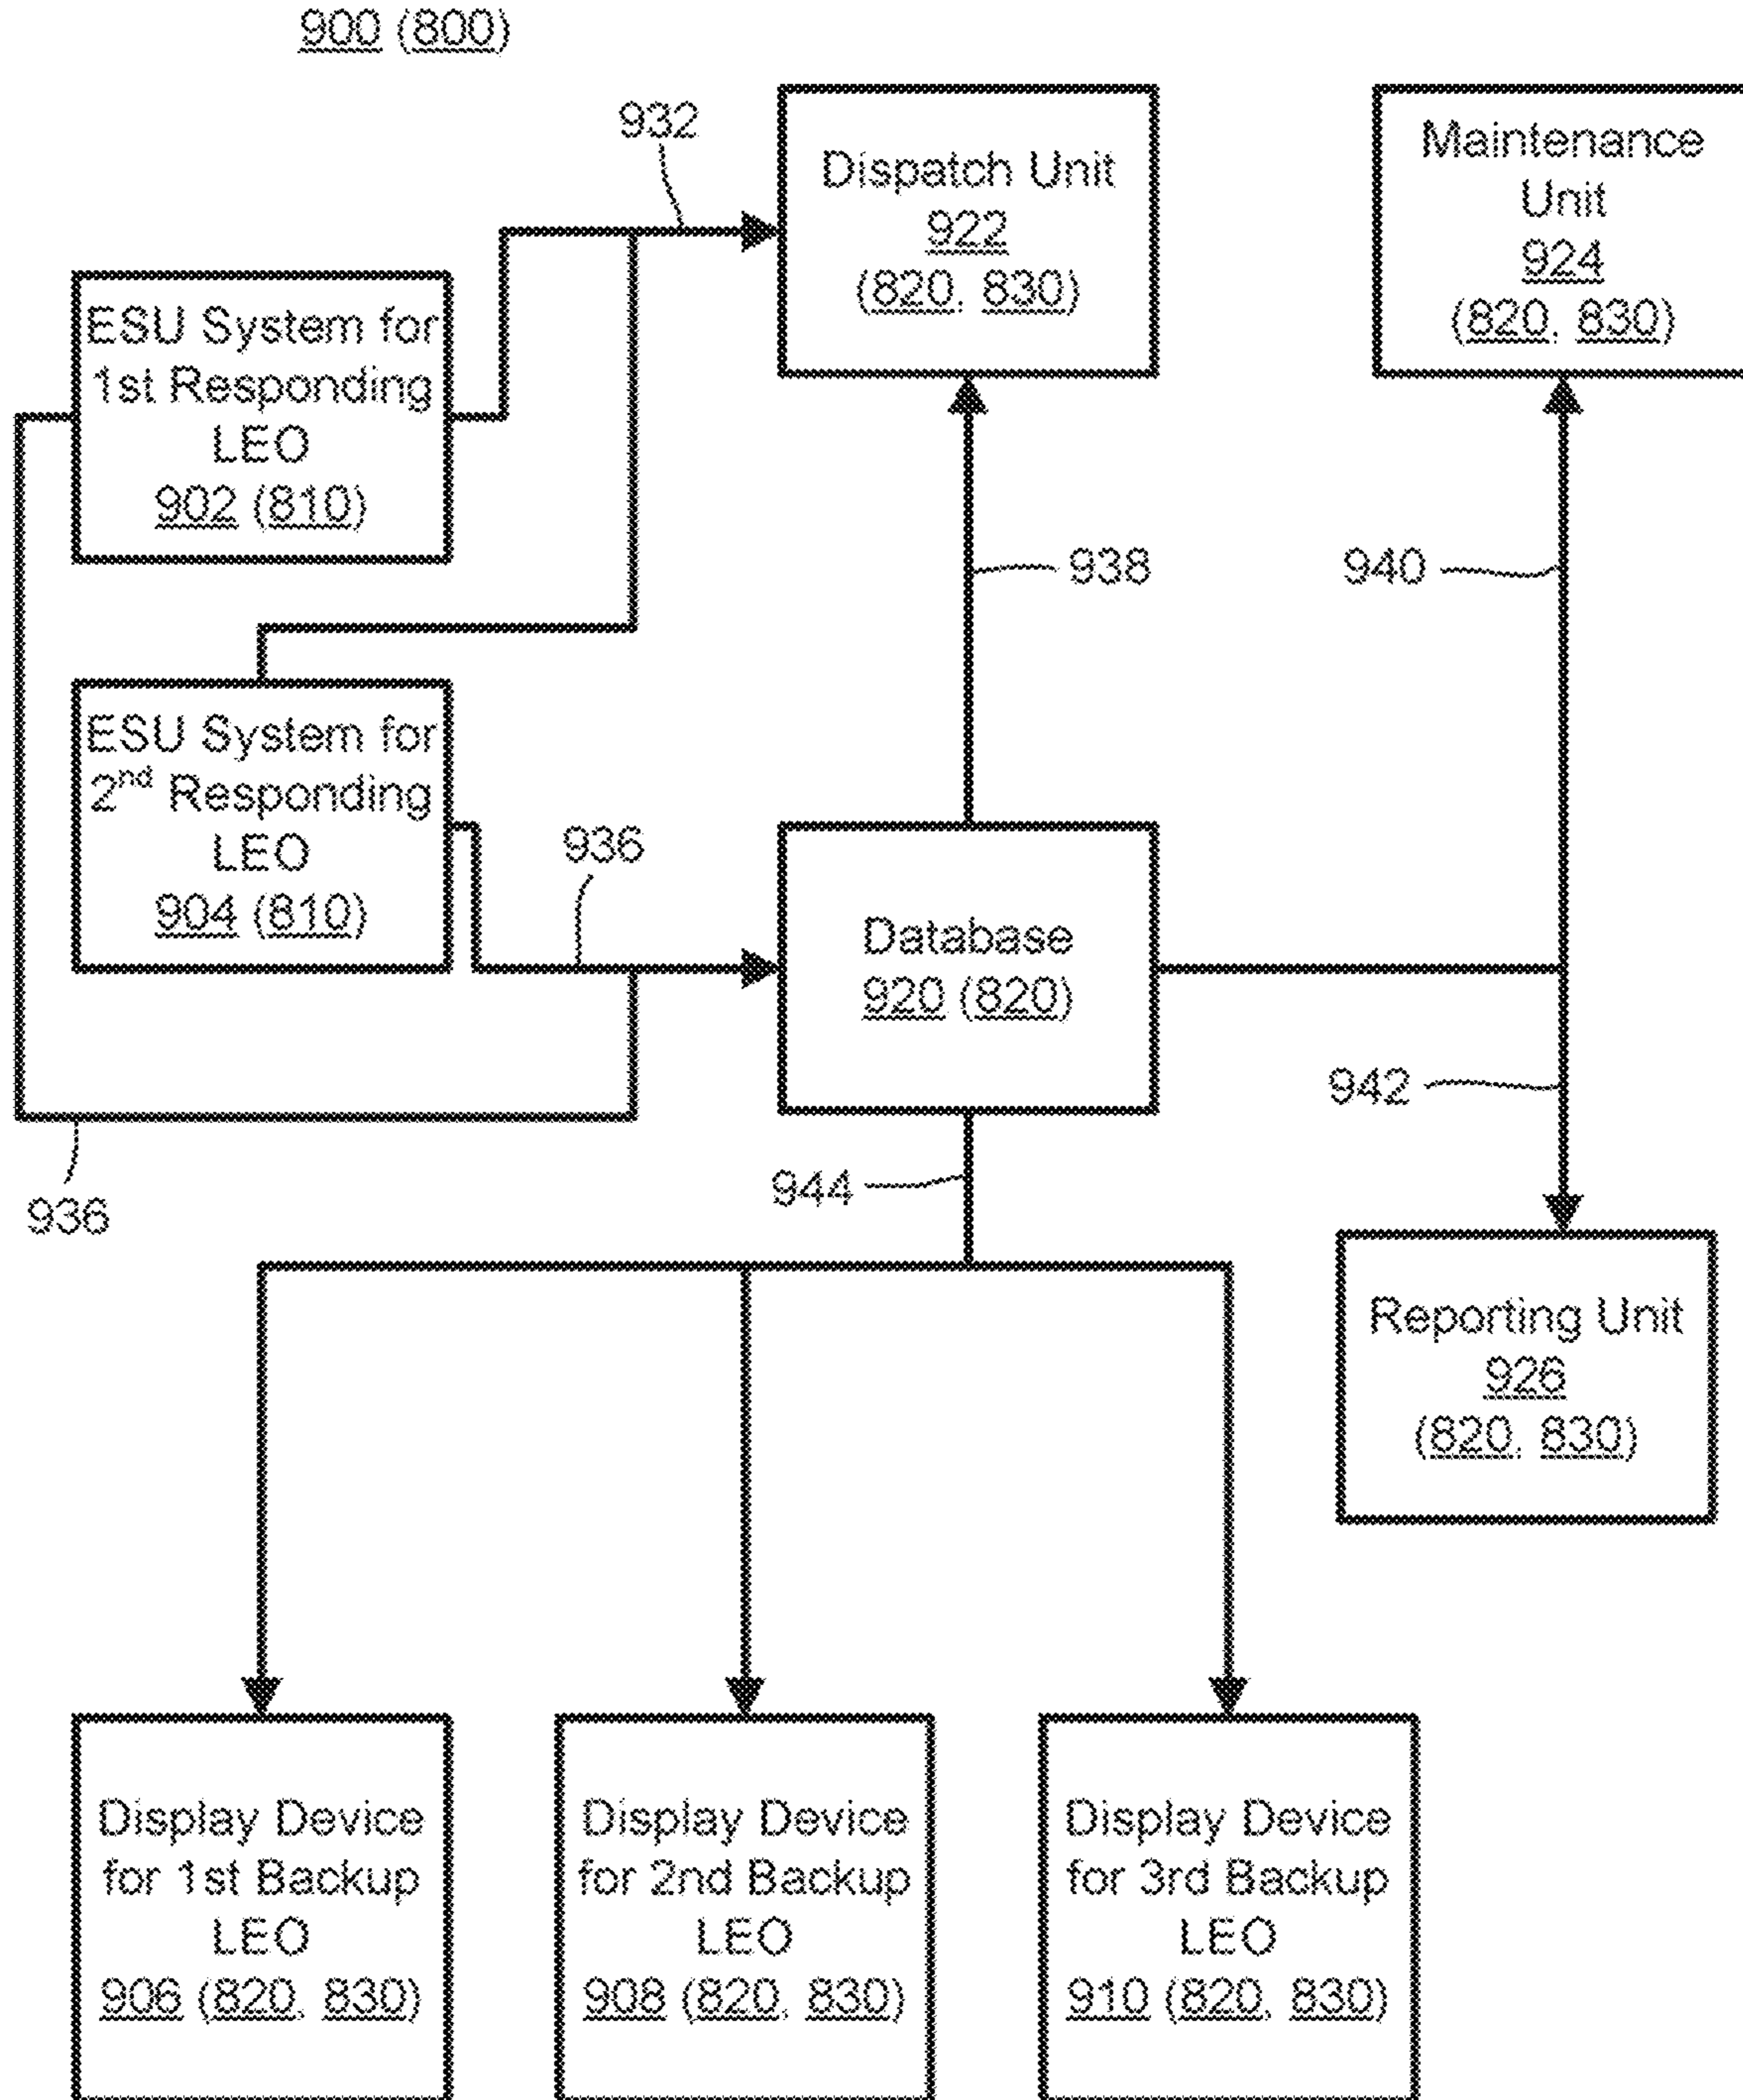 900 (800)
932
Dispatch Unit
922
(820, 830)
Maintenance
Unit
924
(820, 830)
ESU System for
1st Responding
LEO
902 (810)
938
940
ESU System for
2nd Responding
LEO
904 (810)
936
Database
920 (820)
942
944
936
Reporting Unit
926
(820, 830)
Display Device
for 1st Backup
LEO
906 (820, 830)
Display Device
for 2nd Backup
LEO
908 (820, 830)
Display Device
for 3rd Backup
LEO
910 (820, 830)